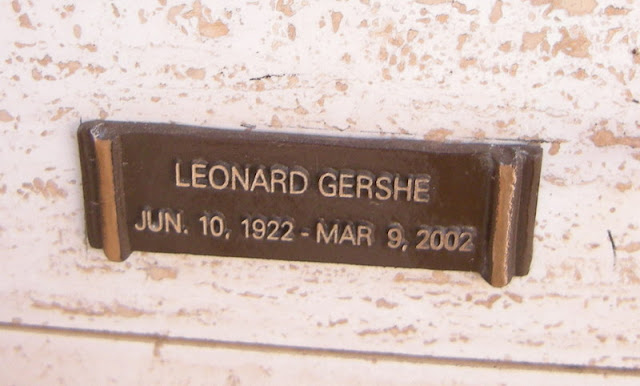 LEONARD GERSHE
JUN. 10, 1922 - MAR 9, 2002